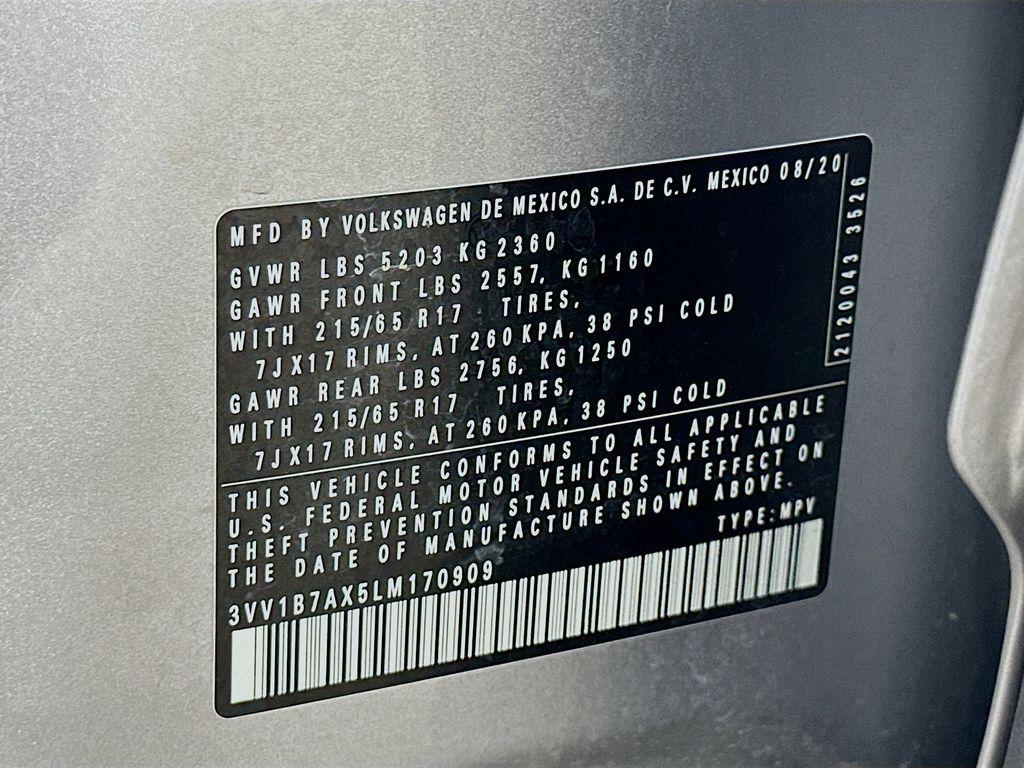 MFD BY VOLKSWAGEN DE MEXICO S.A. DE C.V. MEXICO 08/20
GVWR LBS 5203 KG 2360
GAWR FRONT LBS 2557, KG 1160
WITH 215/65 R17 TIRES,
7JX17 RIMS, AT 260 KPA, 38 PSI COLD
GAWR REAR LBS 2756, KG 1250
WITH 215/65 R17 TIRES,
7JX17 RIMS, AT 260 KPA, 38 PSI COLD
2120043 3526
THIS VEHICLE CONFORMS TO ALL APPLICABLE
U.S. FEDERAL MOTOR VEHICLE SAFETY AND
THEFT PREVENTION STANDARDS IN EFFECT ON
THE DATE OF MANUFACTURE SHOWN ABOVE.
TYPE: MPV
3VV1B7AX5LM170909